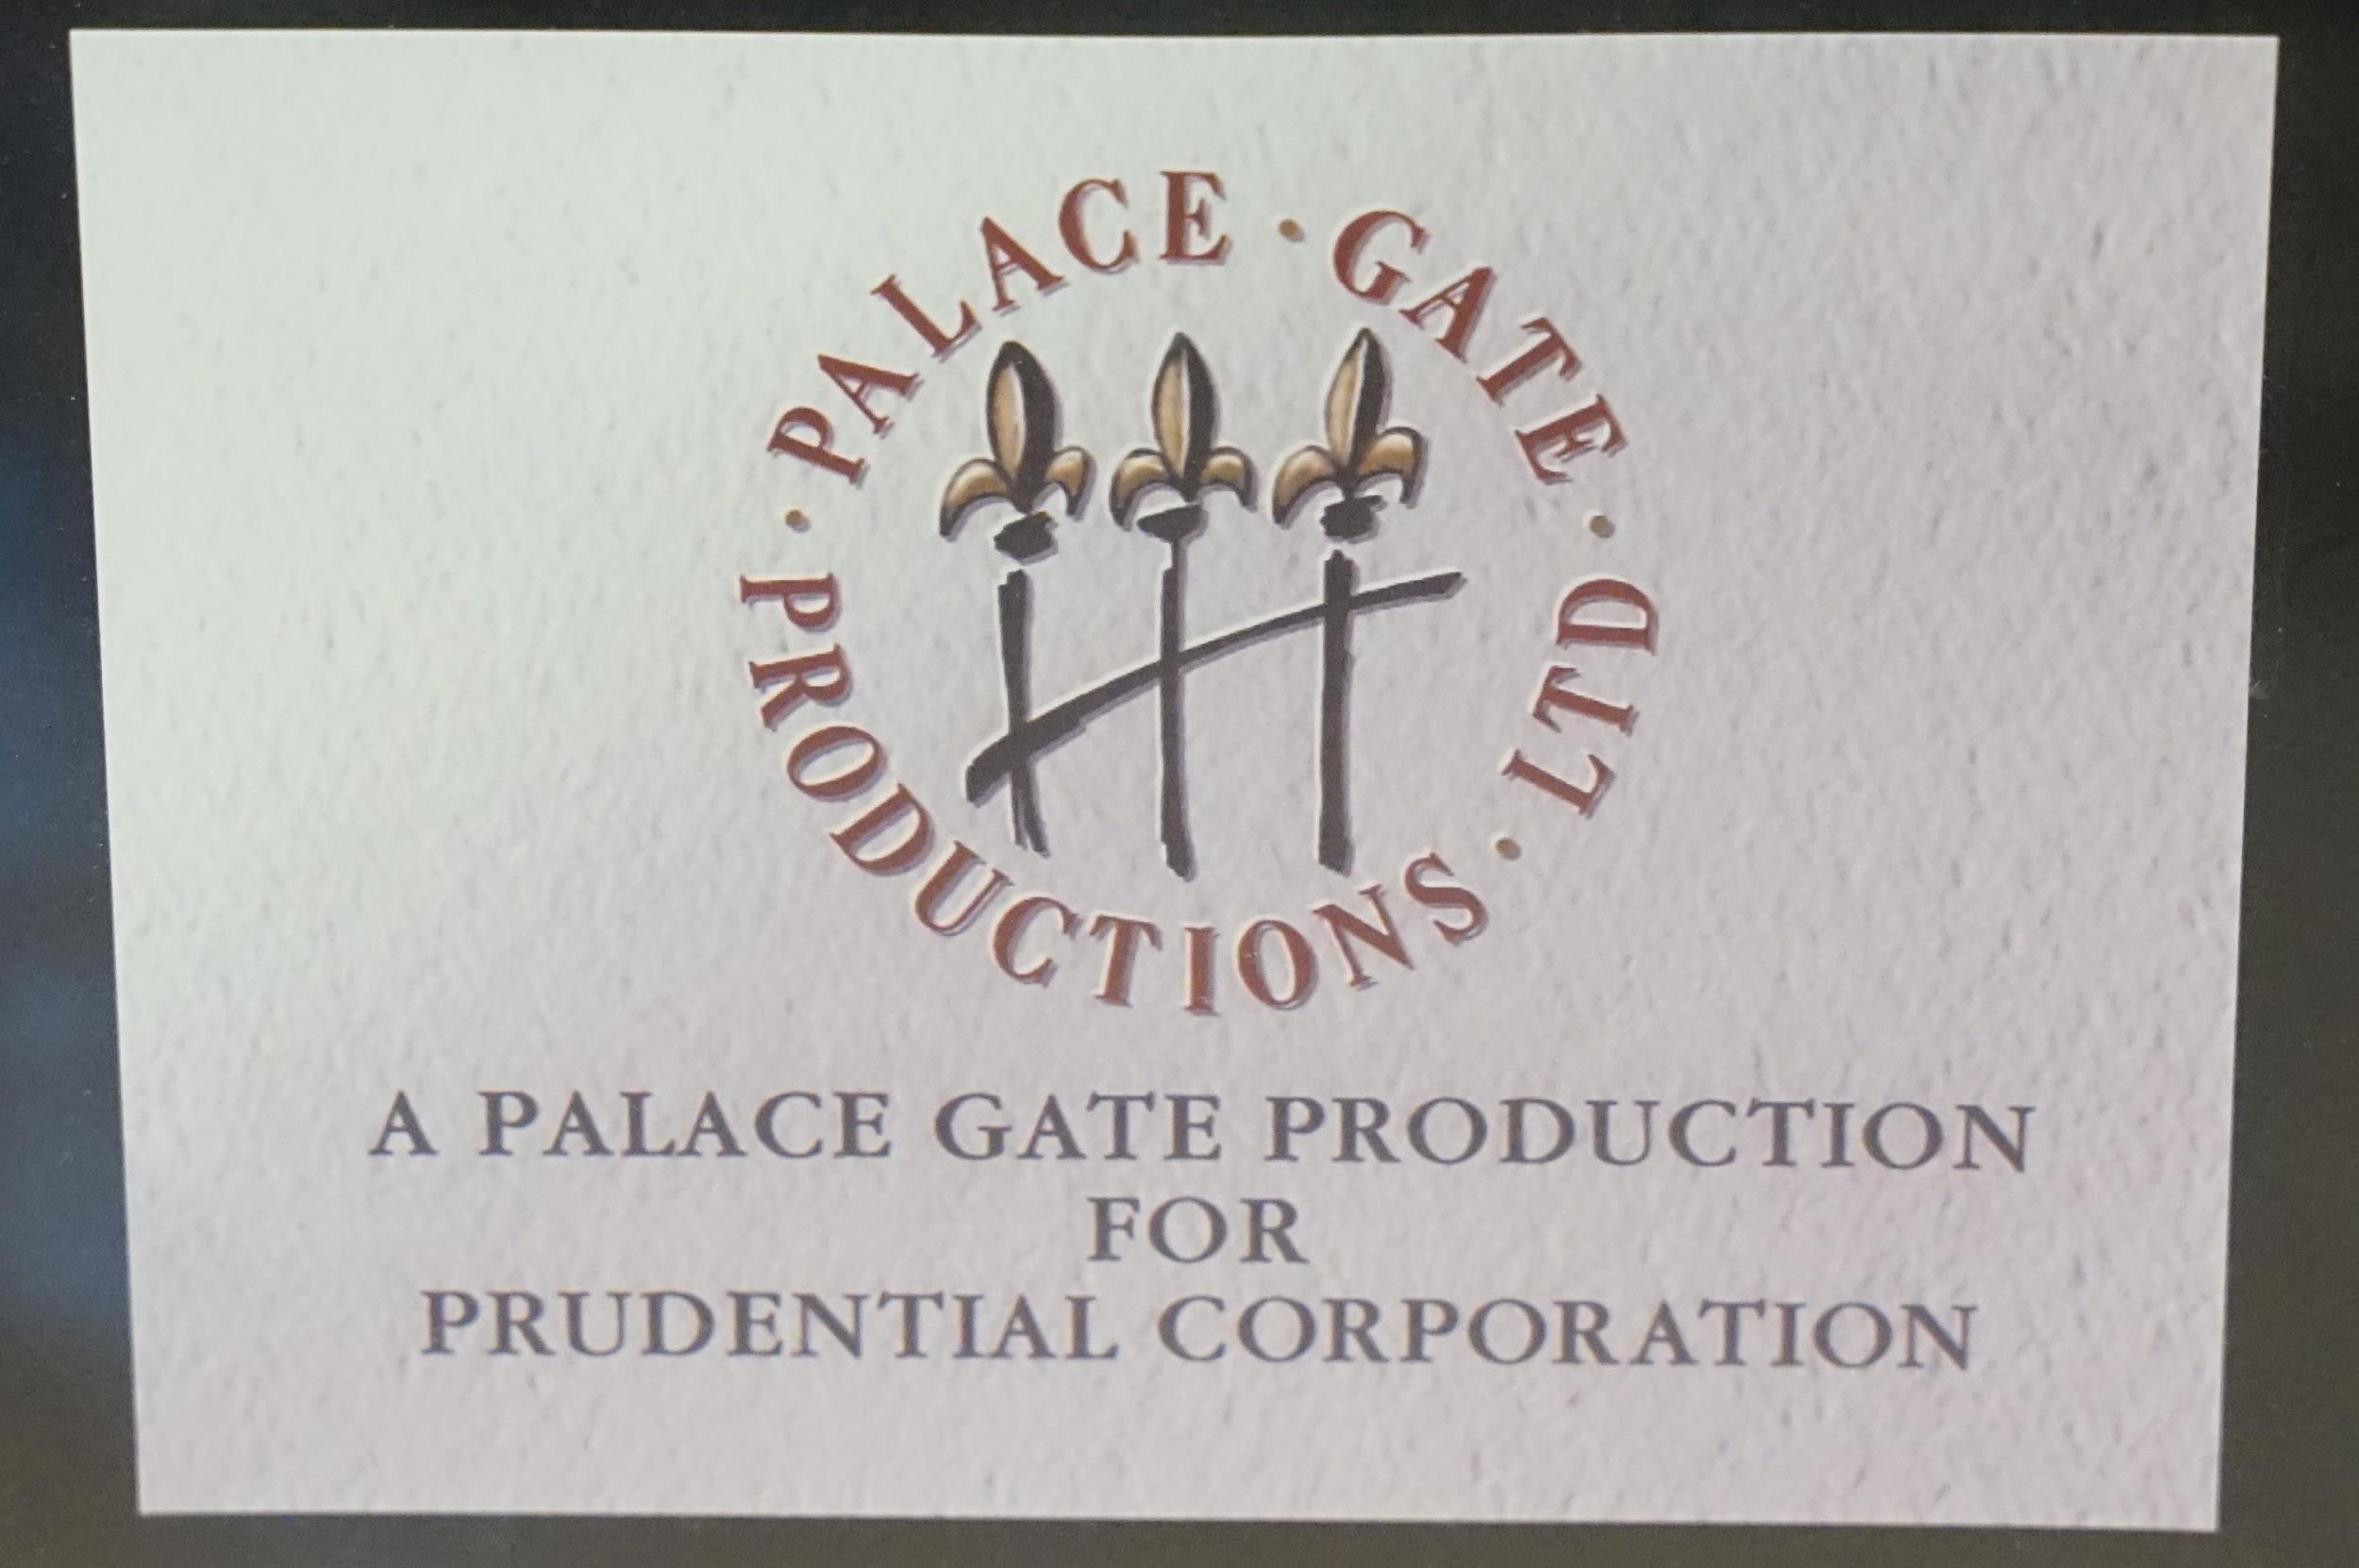 · PALACE · GATE ·
PRODUCTIONS · LTD
A PALACE GATE PRODUCTION
FOR
PRUDENTIAL CORPORATION